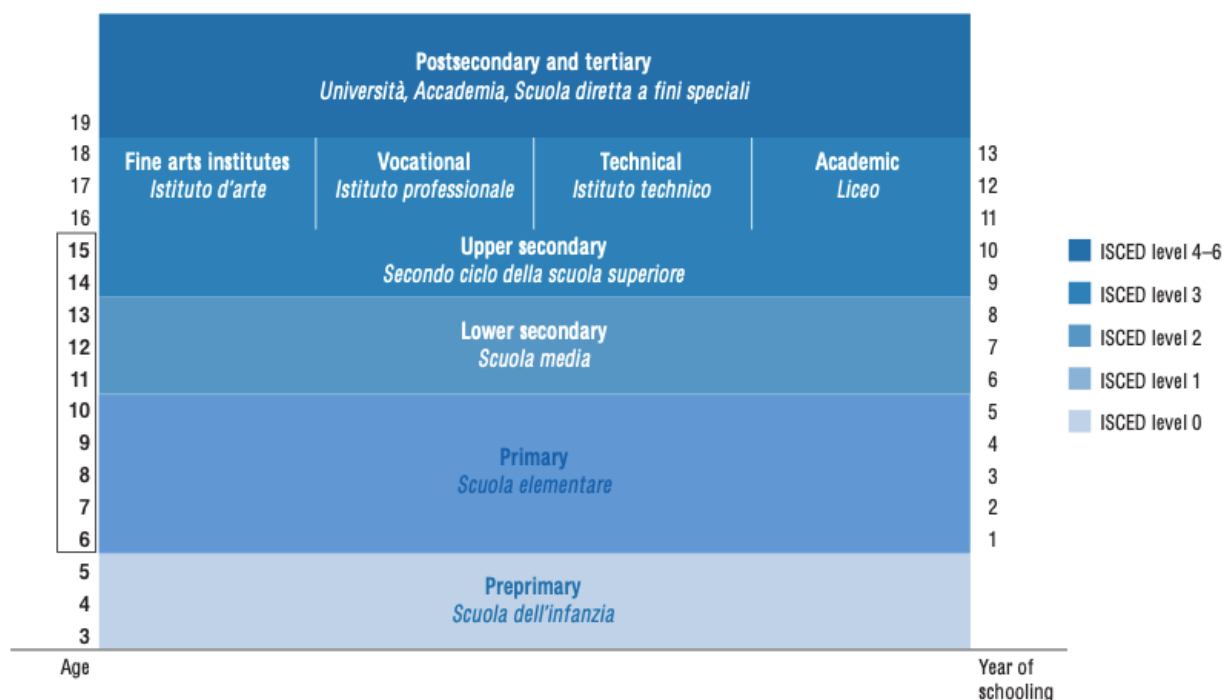 Postsecondary and tertiary
Università, Accademia, Scuola diretta a fini speciali
19
18
Fine arts institutes
Vocational
Technical
Academic
13
17
Istituto d'arte
Istituto professionale
Istituto technico
Liceo
12
16
11
15
Upper secondary
10
ISCED level 4–6
14
Secondo ciclo della scuola superiore
9
ISCED level 3
13
Lower secondary
8
12
Scuola media
7
ISCED level 2
11
6
ISCED level 1
10
5
ISCED level 0
9
Primary
4
8
Scuola elementare
3
7
2
6
1
5
Preprimary
4
Scuola dell'infanzia
3
Age
Year of
schooling